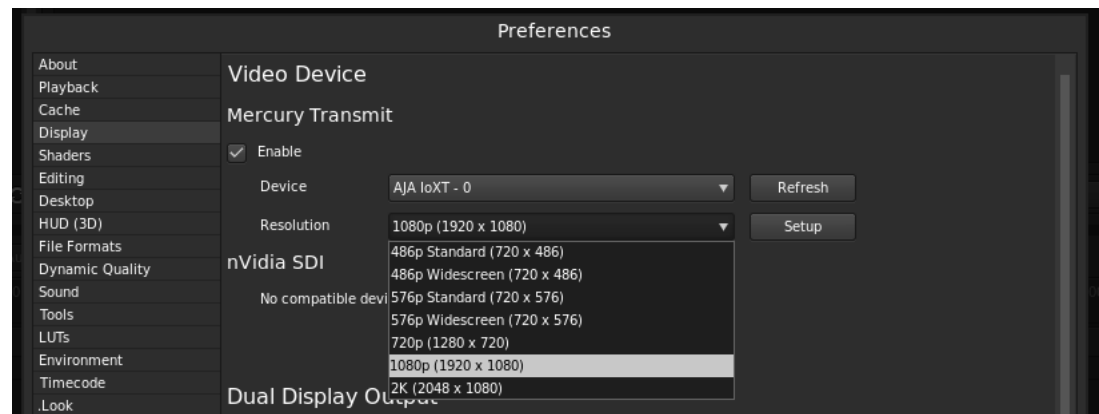 Preferences
About
Playback
Cache
Display
Shaders
Editing
Desktop
HUD (3D)
File Formats
Dynamic Quality
Sound
Tools
LUTs
Environment
Timecode
.Look
Video Device
Mercury Transmit
Enable
Device AJA IoXT - 0 Refresh
Resolution 1080p (1920 x 1080) Setup
486p Standard (720 x 486)
486p Widescreen (720 x 486)
576p Standard (720 x 576)
576p Widescreen (720 x 576)
720p (1280 x 720)
1080p (1920 x 1080)
2K (2048 x 1080)
nVidia SDI
No compatible devi
Dual Display Output